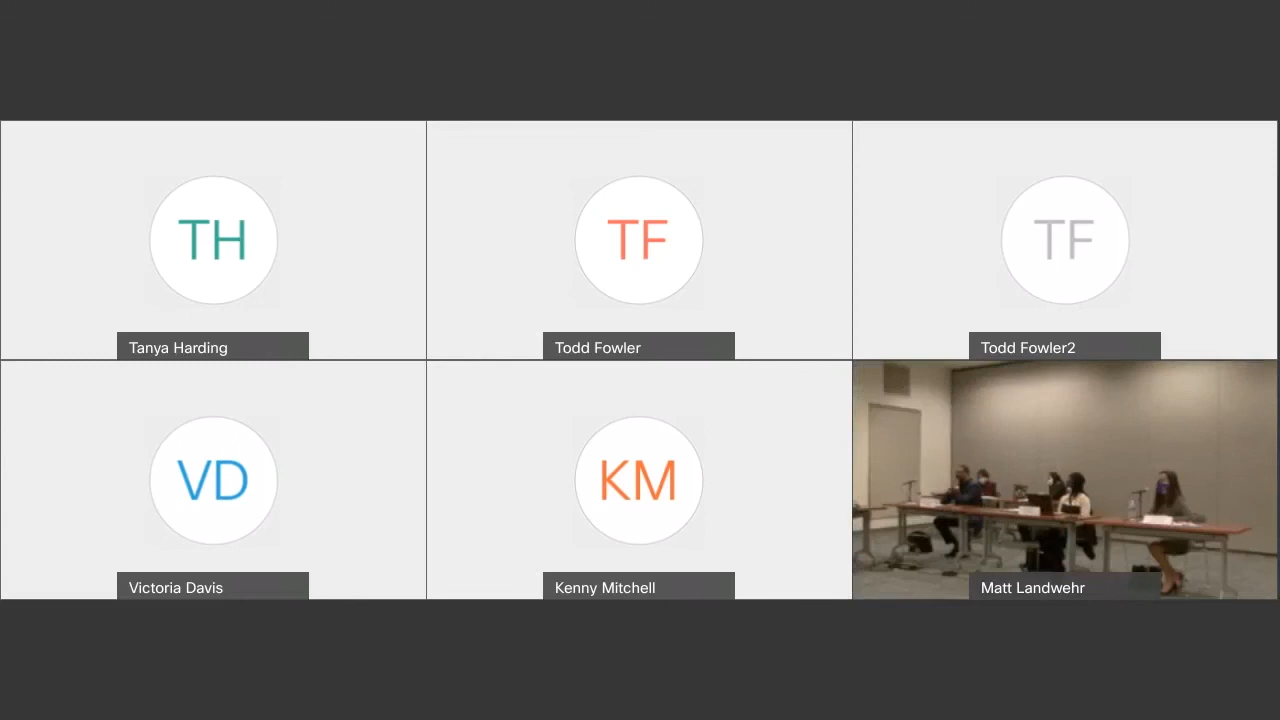 TH
TF
TF
Tanya Harding
Todd Fowler
Todd Fowler2
VD
KM
Victoria Davis
Kenny Mitchell
Matt Landwehr